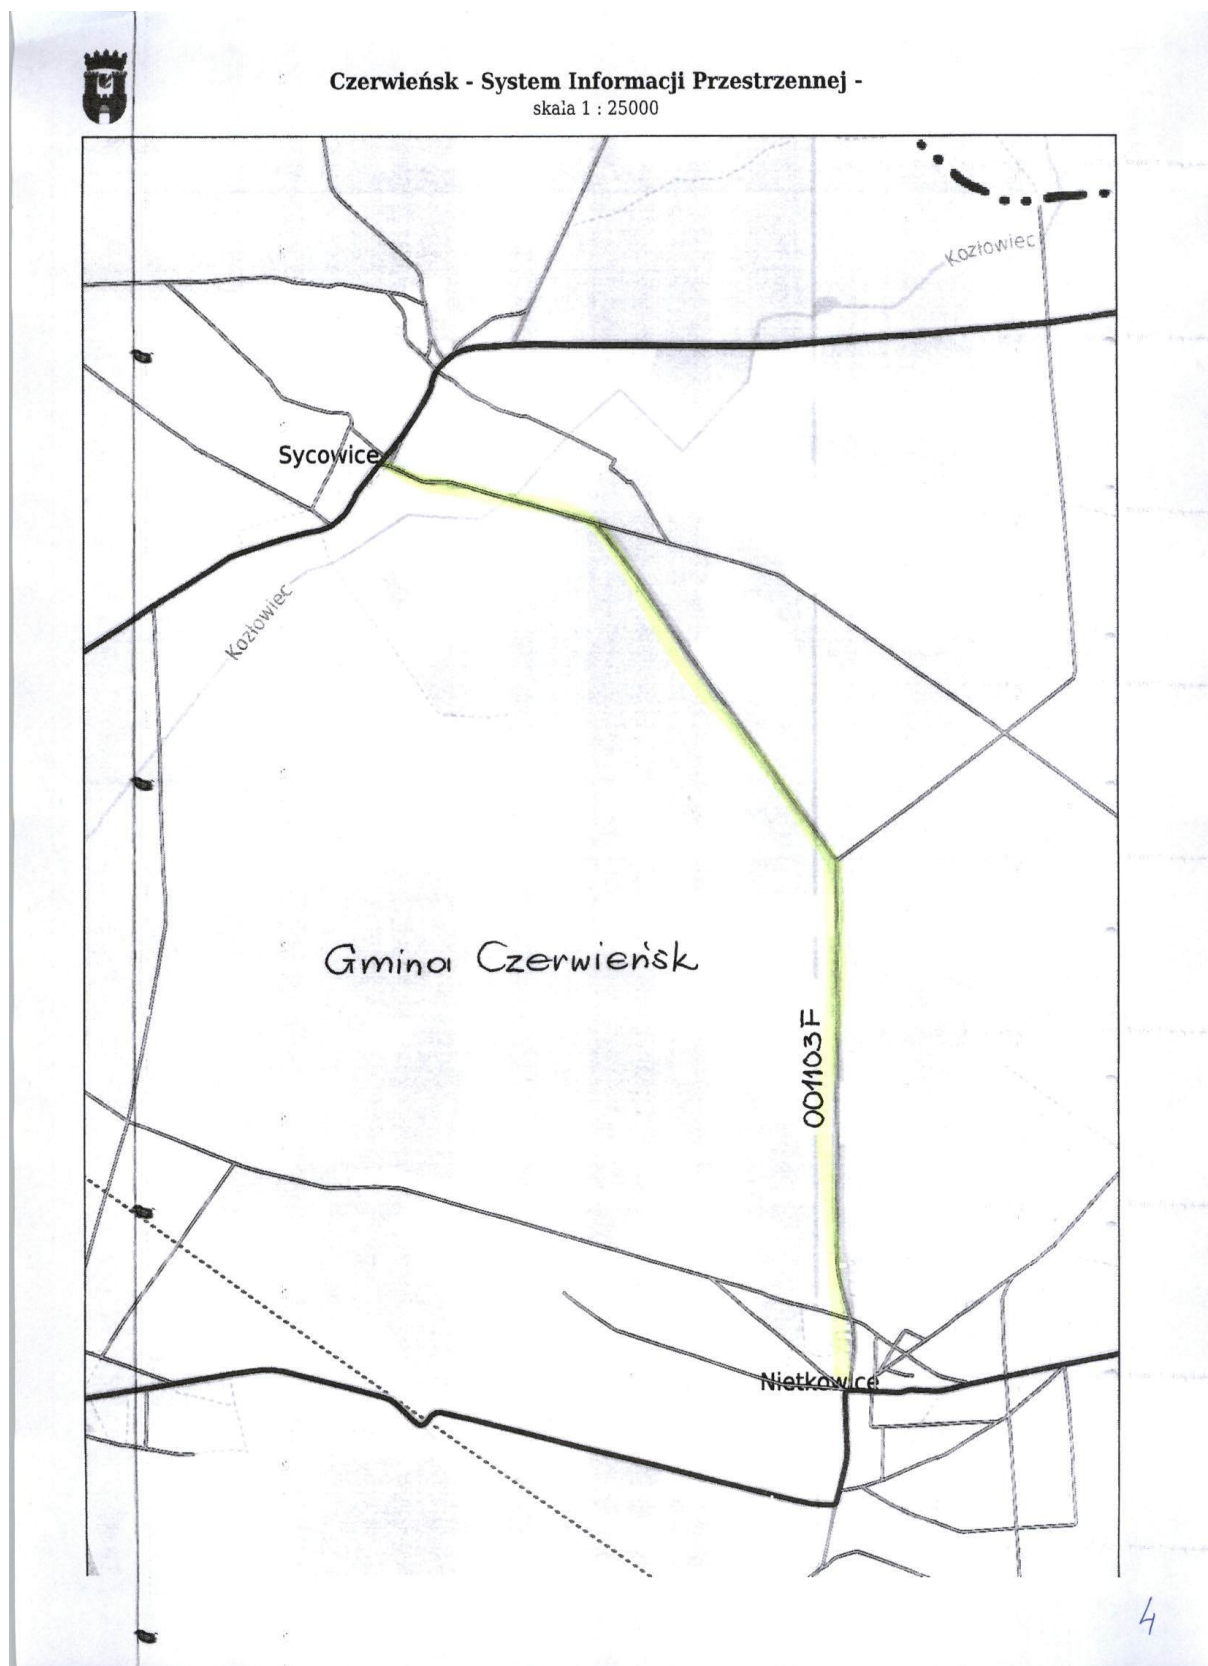 Czerwieńsk - System Informacji Przestrzennej -
skala 1 : 25000
Kozłowiec
Sycowice
Kozłowiec
Gmina Czerwieńsk
001103F
Nietkowice
4